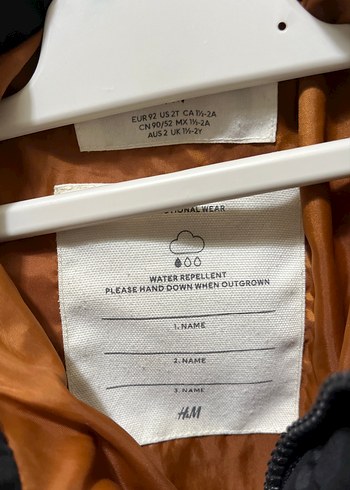 EUR 92 US 2T CA 1½-2A
CN 90/52 MX 1½-2A
AUS 2 UK 1½-2Y
WEAR
WATER REPELLENT
PLEASE HAND DOWN WHEN OUTGROWN
1. NAME
2. NAME
3. NAME
H&M